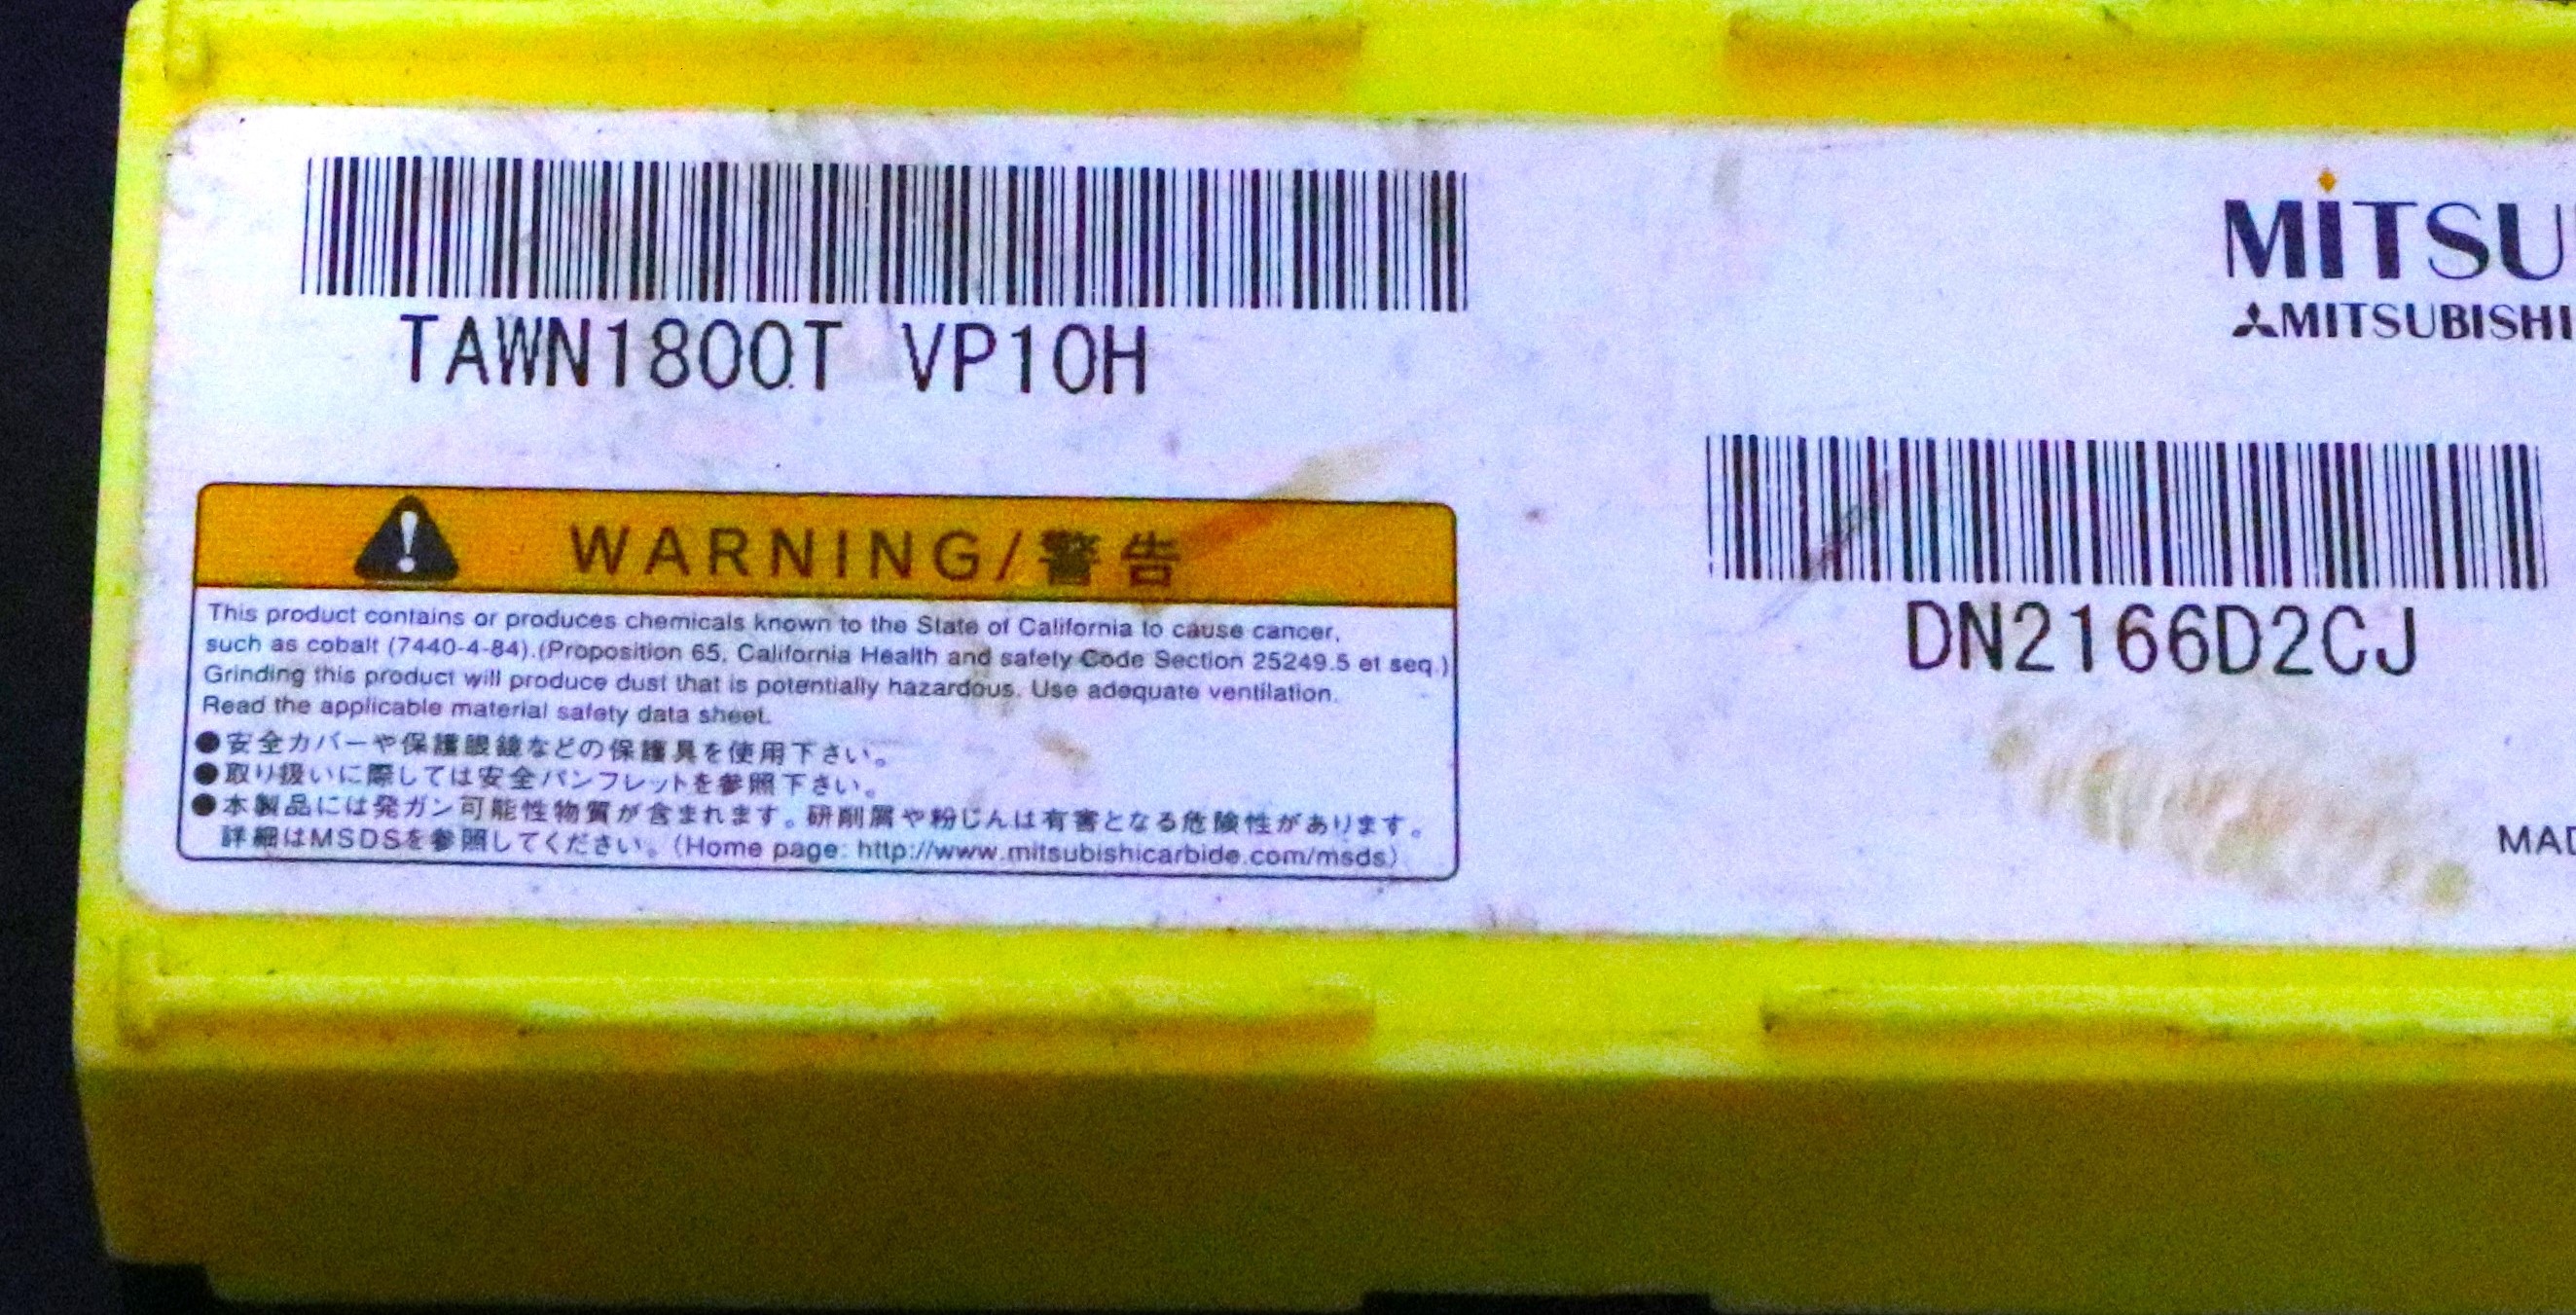 TAWN1800T VP10H
MiTSU
MITSUBISHI
WARNING/警告
This product contains or produces chemicals known to the State of California to cause cancer,
such as cobalt (7440-4-84).(Proposition 65, California Health and safety Code Section 25249.5 et seq.)
Grinding this product will produce dust that is potentially hazardous. Use adequate ventilation.
Read the applicable material safety data sheet.
●安全カバーや保護眼鏡などの保護具を使用下さい。
●取り扱いに際しては安全パンフレットを参照下さい。
●本製品には発ガン可能性物質が含まれます。研削屑や粉じんは有害となる危険性があります。
詳細はMSDSを参照してください。(Home page: http://www.mitsubishicarbide.com/msds)
DN2166D2CJ
MAD